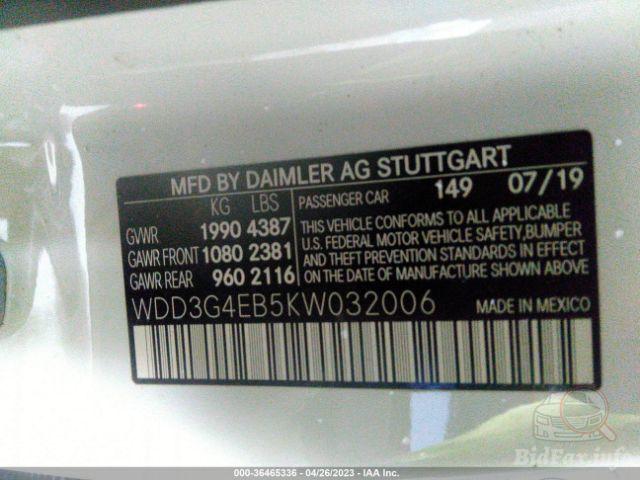 MFD BY DAIMLER AG STUTTGART
KG LBS
GVWR 1990 4387
GAWR FRONT 1080 2381
GAWR REAR 960 2116
PASSENGER CAR 149 07/19
THIS VEHICLE CONFORMS TO ALL APPLICABLE
U.S. FEDERAL MOTOR VEHICLE SAFETY, BUMPER
AND THEFT PREVENTION STANDARDS IN EFFECT
ON THE DATE OF MANUFACTURE SHOWN ABOVE
WDD3G4EB5KW032006 MADE IN MEXICO
BidFax.info
000-36465336 - 04/26/2023 - IAA Inc.